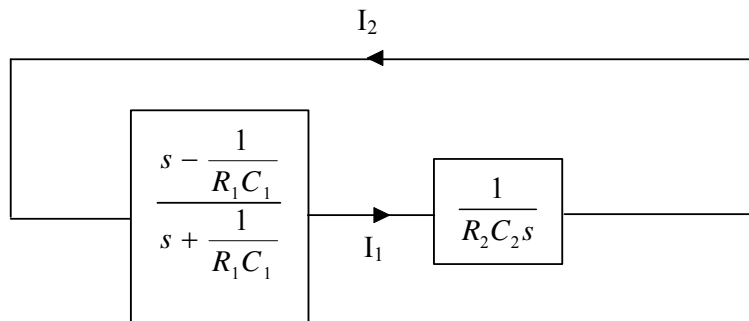 I₂
s − 1/(R₁C₁)
s + 1/(R₁C₁)
1/(R₂C₂s)
I₁